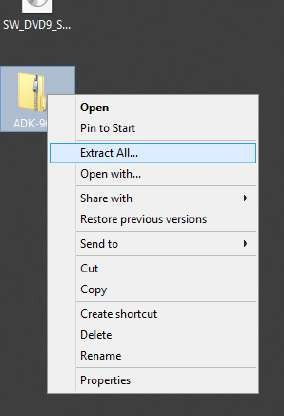 SW_DVD9_S...
ADK-9
Open
Pin to Start
Extract All...
Open with...
Share with
Restore previous versions
Send to
Cut
Copy
Create shortcut
Delete
Rename
Properties